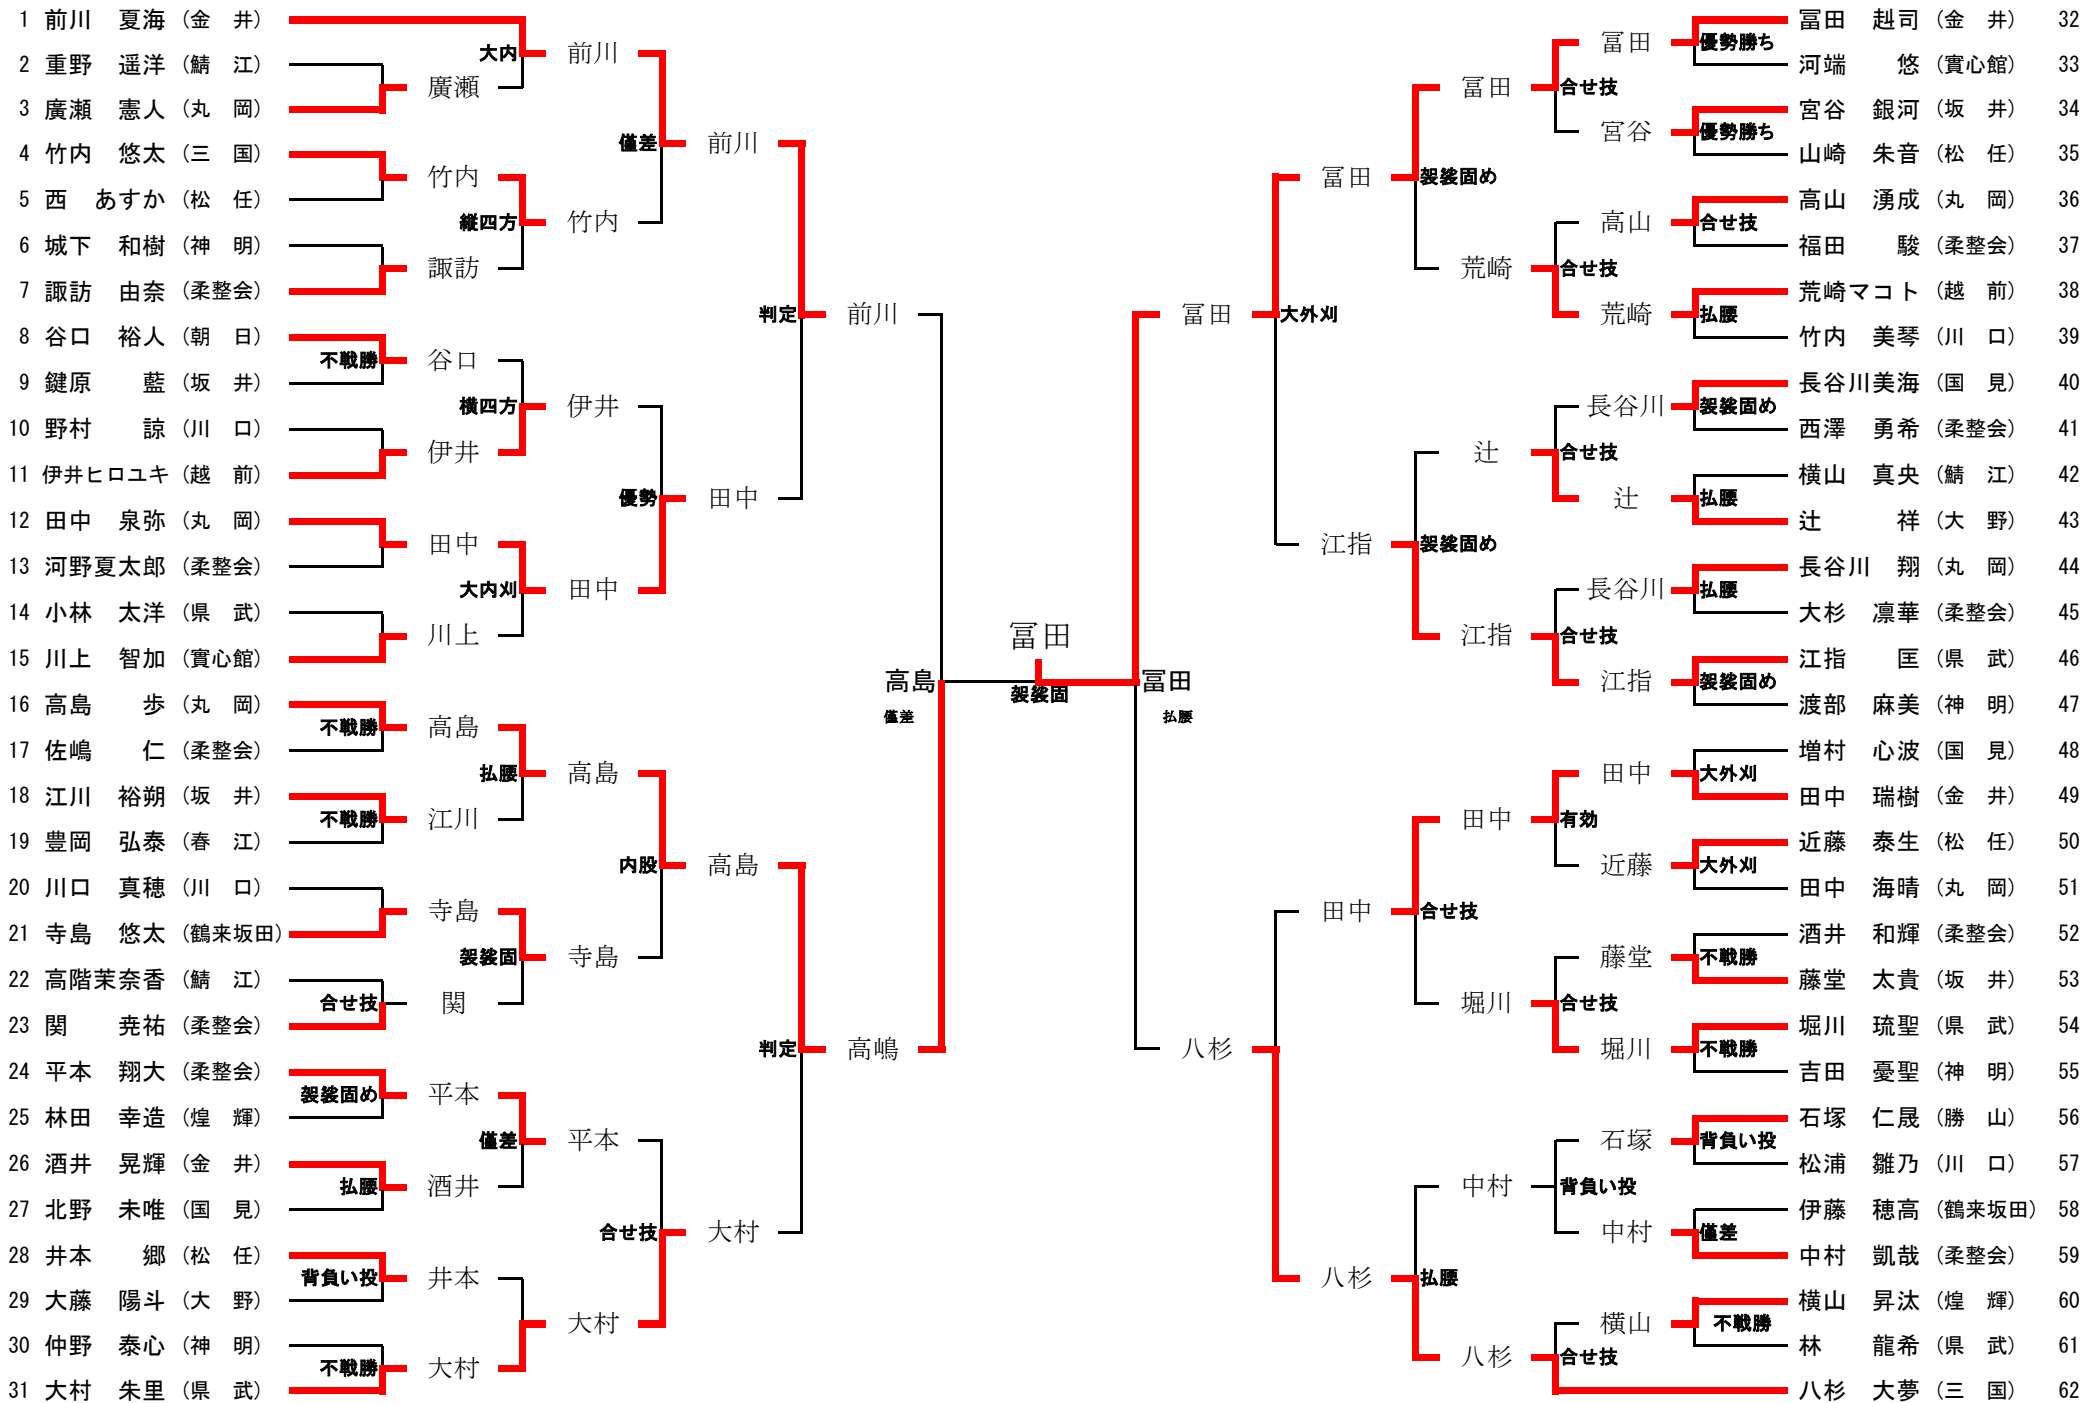 1 前川 夏海 (金 井)
2 重野 遥洋 (鯖 江)
3 廣瀬 憲人 (丸 岡)
4 竹内 悠太 (三 国)
5 西 あすか (松 任)
6 城下 和樹 (神 明)
7 諏訪 由奈 (柔整会)
8 谷口 裕人 (朝 日)
9 鍵原 藍 (坂 井)
10 野村 諒 (川 口)
11 伊井ヒロユキ (越 前)
12 田中 泉弥 (丸 岡)
13 河野夏太郎 (柔整会)
14 小林 太洋 (県 武)
15 川上 智加 (實心館)
16 高島 歩 (丸 岡)
17 佐嶋 仁 (柔整会)
18 江川 裕朔 (坂 井)
19 豊岡 弘泰 (春 江)
20 川口 真穂 (川 口)
21 寺島 悠太 (鶴来坂田)
22 高階茉奈香 (鯖 江)
23 関 尭祐 (柔整会)
24 平本 翔大 (柔整会)
25 林田 幸造 (煌 輝)
26 酒井 晃輝 (金 井)
27 北野 未唯 (国 見)
28 井本 郷 (松 任)
29 大藤 陽斗 (大 野)
30 仲野 泰心 (神 明)
31 大村 朱里 (県 武)
廣瀬
竹内
諏訪
不戦勝
谷口
伊井
田中
川上
不戦勝
高島
不戦勝
江川
寺島
合せ技
関
袈裟固め
平本
払腰
酒井
背負い投
井本
不戦勝
大村
大内
前川
縦四方
竹内
横四方
伊井
大内刈
田中
払腰
高島
袈裟固
寺島
僅差
平本
大村
僅差
前川
優勢
田中
内股
高島
合せ技
大村
判定
前川
判定
高嶋
高島
僅差
冨田
袈裟固
冨田
払腰
冨田
大外刈
八杉
冨田
袈裟固め
江指
袈裟固め
田中
合せ技
八杉
払腰
冨田
合せ技
荒崎
合せ技
辻
合せ技
江指
合せ技
田中
有効
堀川
合せ技
中村
背負い投
八杉
合せ技
冨田
優勢勝ち
宮谷
優勢勝ち
高山
合せ技
荒崎
払腰
長谷川
袈裟固め
辻
払腰
長谷川
払腰
江指
袈裟固め
田中
大外刈
近藤
大外刈
藤堂
不戦勝
堀川
不戦勝
石塚
背負い投
中村
僅差
横山
不戦勝
冨田 赳司 (金 井) 32
河端 悠 (實心館) 33
宮谷 銀河 (坂 井) 34
山崎 朱音 (松 任) 35
高山 湧成 (丸 岡) 36
福田 駿 (柔整会) 37
荒崎マコト (越 前) 38
竹内 美琴 (川 口) 39
長谷川美海 (国 見) 40
西澤 勇希 (柔整会) 41
横山 真央 (鯖 江) 42
辻 祥 (大 野) 43
長谷川 翔 (丸 岡) 44
大杉 凛華 (柔整会) 45
江指 匡 (県 武) 46
渡部 麻美 (神 明) 47
増村 心波 (国 見) 48
田中 瑞樹 (金 井) 49
近藤 泰生 (松 任) 50
田中 海晴 (丸 岡) 51
酒井 和輝 (柔整会) 52
藤堂 太貴 (坂 井) 53
堀川 琉聖 (県 武) 54
吉田 憂聖 (神 明) 55
石塚 仁晟 (勝 山) 56
松浦 雛乃 (川 口) 57
伊藤 穂高 (鶴来坂田) 58
中村 凱哉 (柔整会) 59
横山 昇汰 (煌 輝) 60
林 龍希 (県 武) 61
八杉 大夢 (三 国) 62